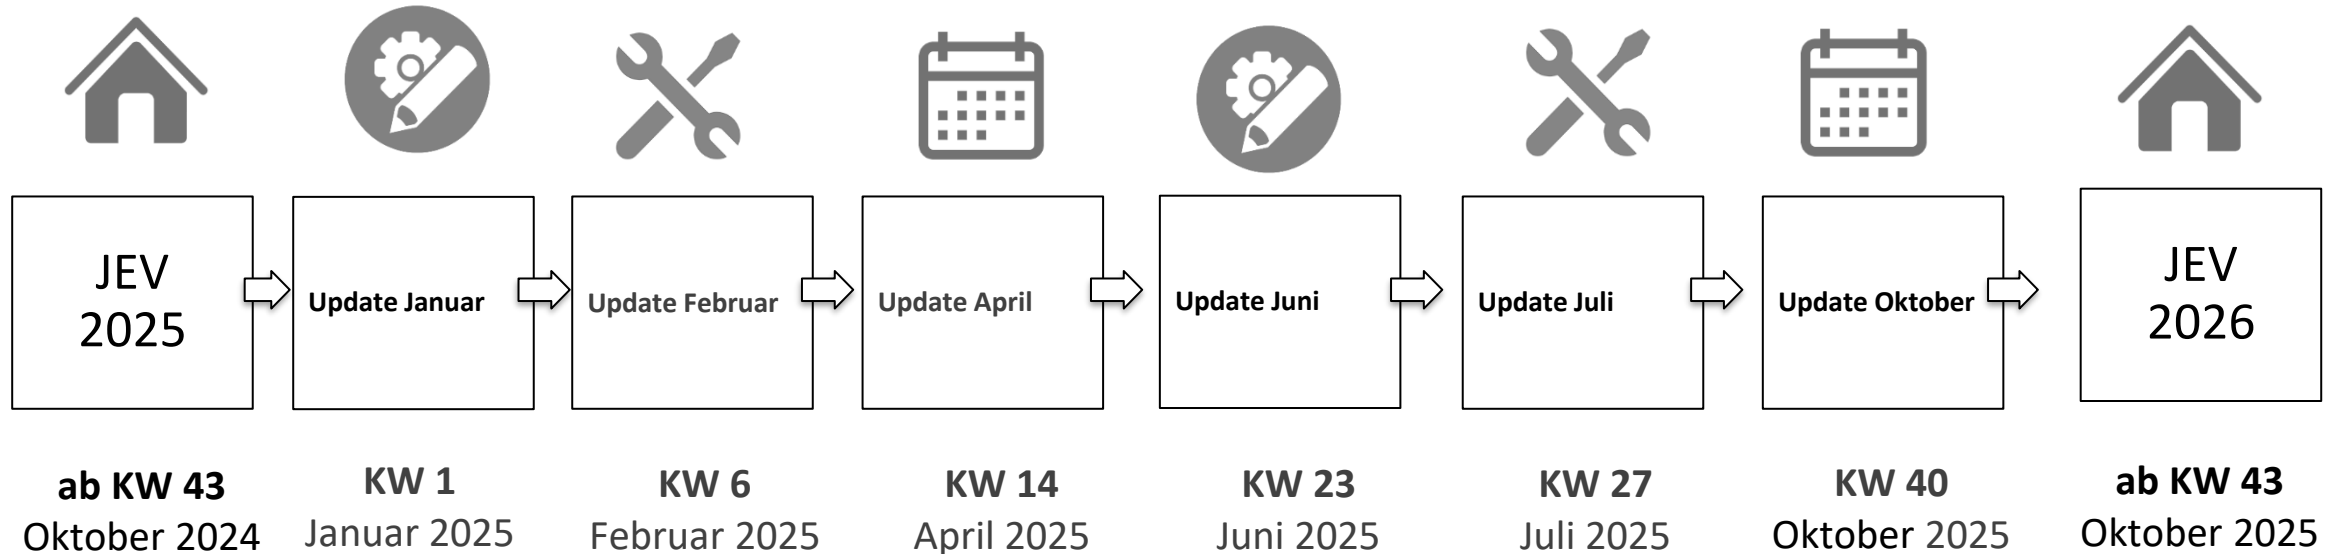 JEV
2025
Update Januar
Update Februar
Update April
Update Juni
Update Juli
Update Oktober
JEV
2026
ab KW 43
Oktober 2024
KW 1
Januar 2025
KW 6
Februar 2025
KW 14
April 2025
KW 23
Juni 2025
KW 27
Juli 2025
KW 40
Oktober 2025
ab KW 43
Oktober 2025